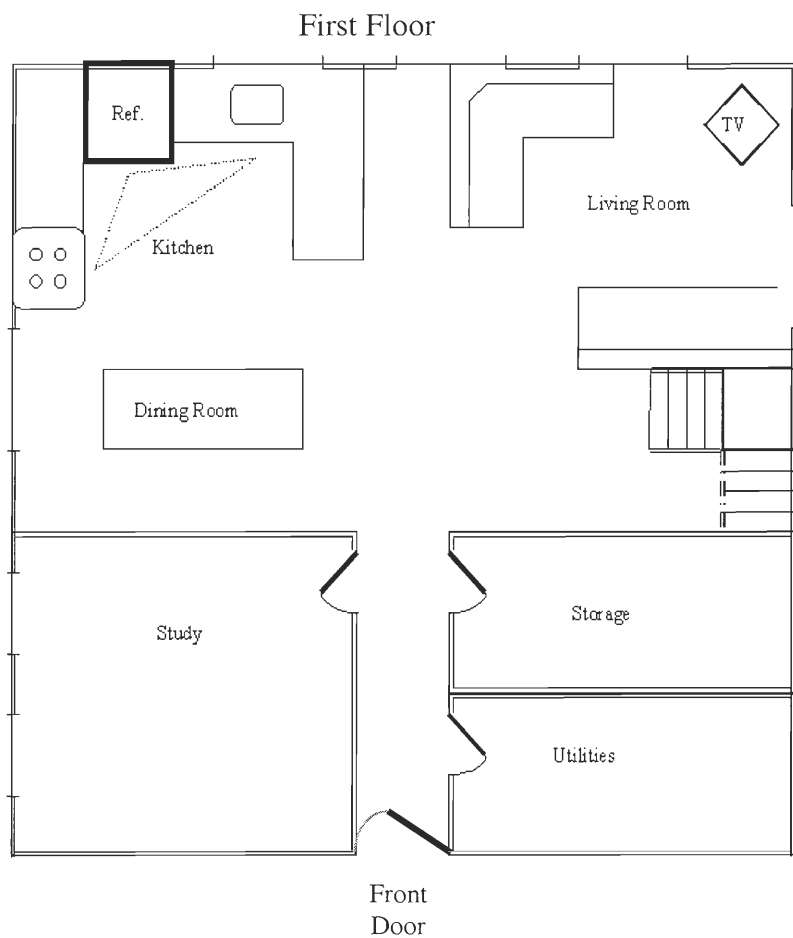 First Floor
Ref.
TV
Living Room
Kitchen
Dining Room
Storage
Study
Utilities
Front
Door